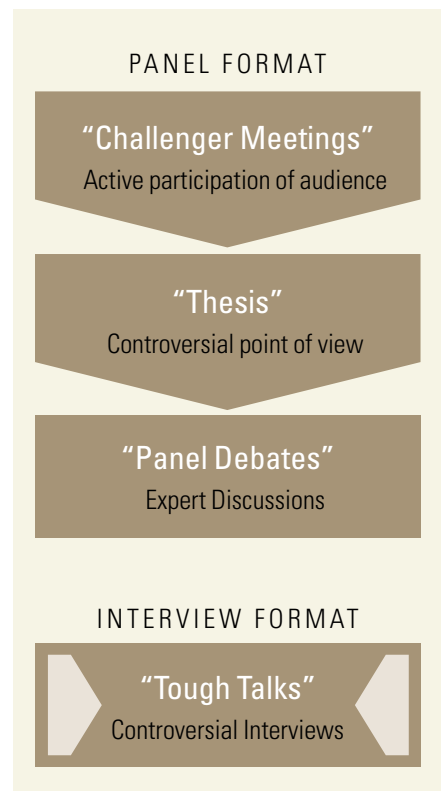 PANEL FORMAT
“Challenger Meetings”
Active participation of audience
“Thesis”
Controversial point of view
“Panel Debates”
Expert Discussions
INTERVIEW FORMAT
“Tough Talks”
Controversial Interviews